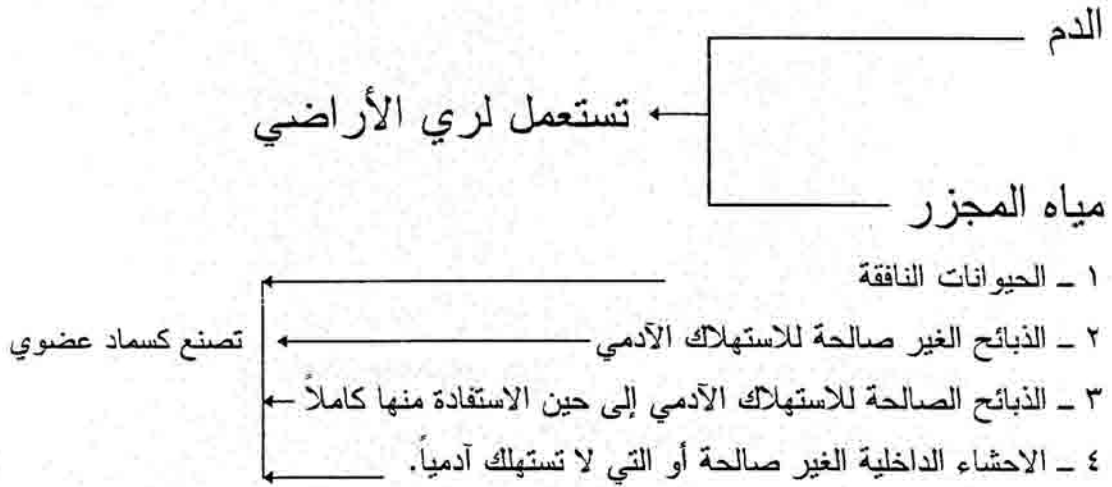 الدم
تستعمل لري الأراضي
مياه المجزر
١ ـ الحيوانات النافقة
٢ ـ الذبائح الغير صالحة للاستهلاك الآدمي
تصنع كسماد عضوي
٣ ـ الذبائح الصالحة للاستهلاك الآدمي إلى حين الاستفادة منها كاملاً
٤ ـ الاحشاء الداخلية الغير صالحة أو التي لا تستهلك آدمياً.